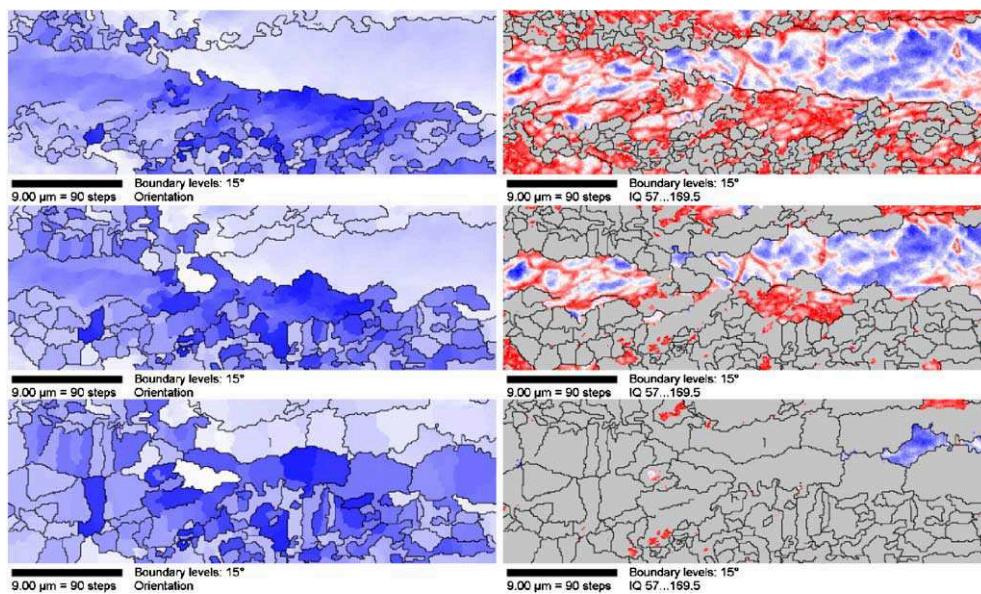 Boundary levels: 15°
9.00 µm = 90 steps Orientation
Boundary levels: 15°
9.00 µm = 90 steps IQ 57...169.5
Boundary levels: 15°
9.00 µm = 90 steps Orientation
Boundary levels: 15°
9.00 µm = 90 steps IQ 57...169.5
Boundary levels: 15°
9.00 µm = 90 steps Orientation
Boundary levels: 15°
9.00 µm = 90 steps IQ 57...169.5